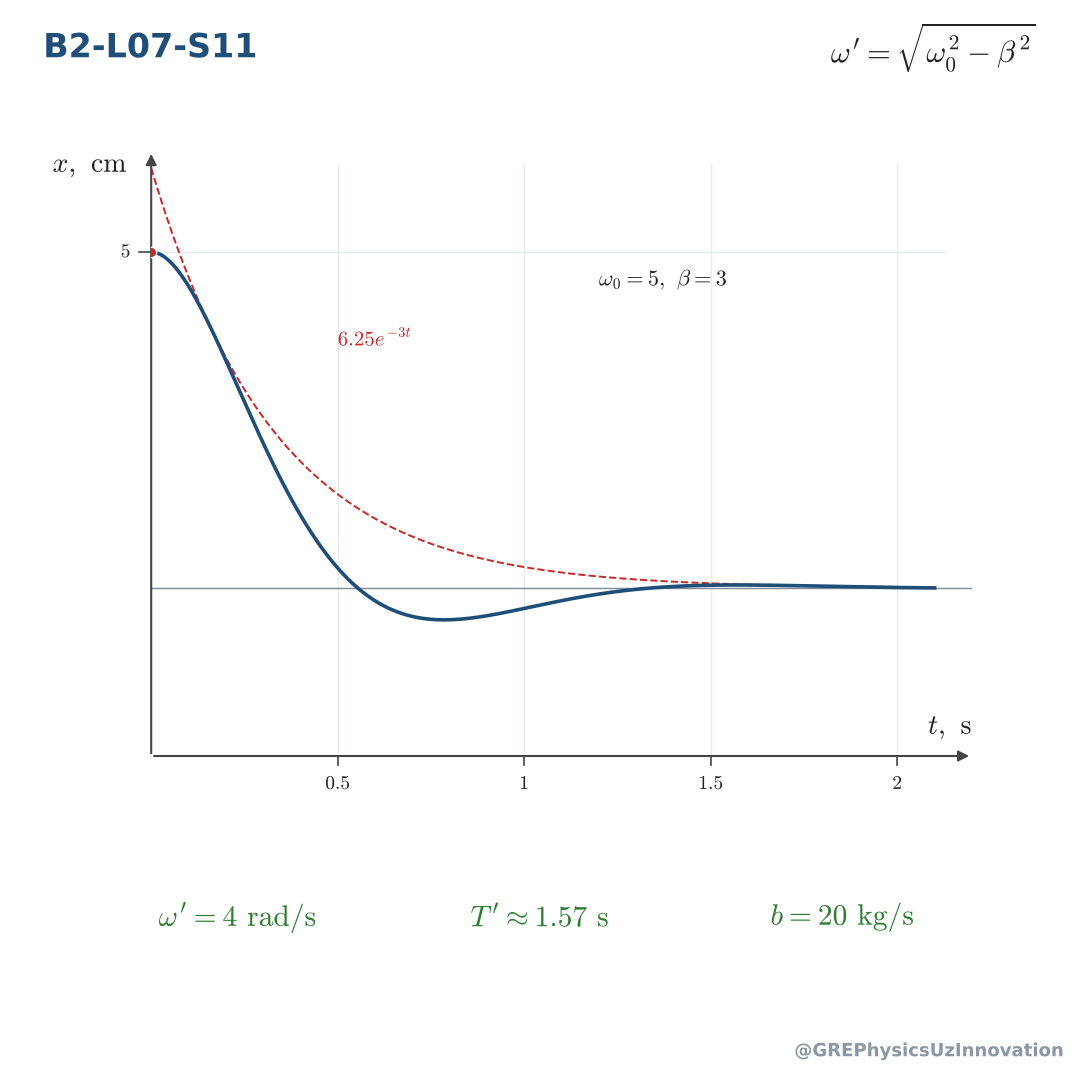 B2-L07-S11
ω′ = √(ω₀² − β²)
x, cm
5
ω₀ = 5, β = 3
6.25e^{−3t}
t, s
0.5 1 1.5 2
ω′ = 4 rad/s T′ ≈ 1.57 s b = 20 kg/s
@GREPhysicsUzInnovation